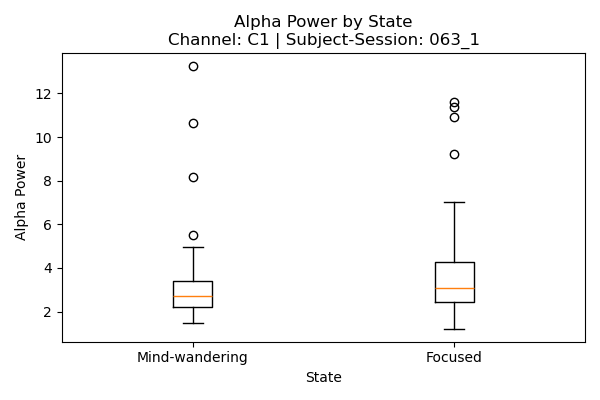 Alpha Power by State
Channel: C1 | Subject-Session: 063_1
Alpha Power
12
10
8
6
4
2
Mind-wandering
Focused
State